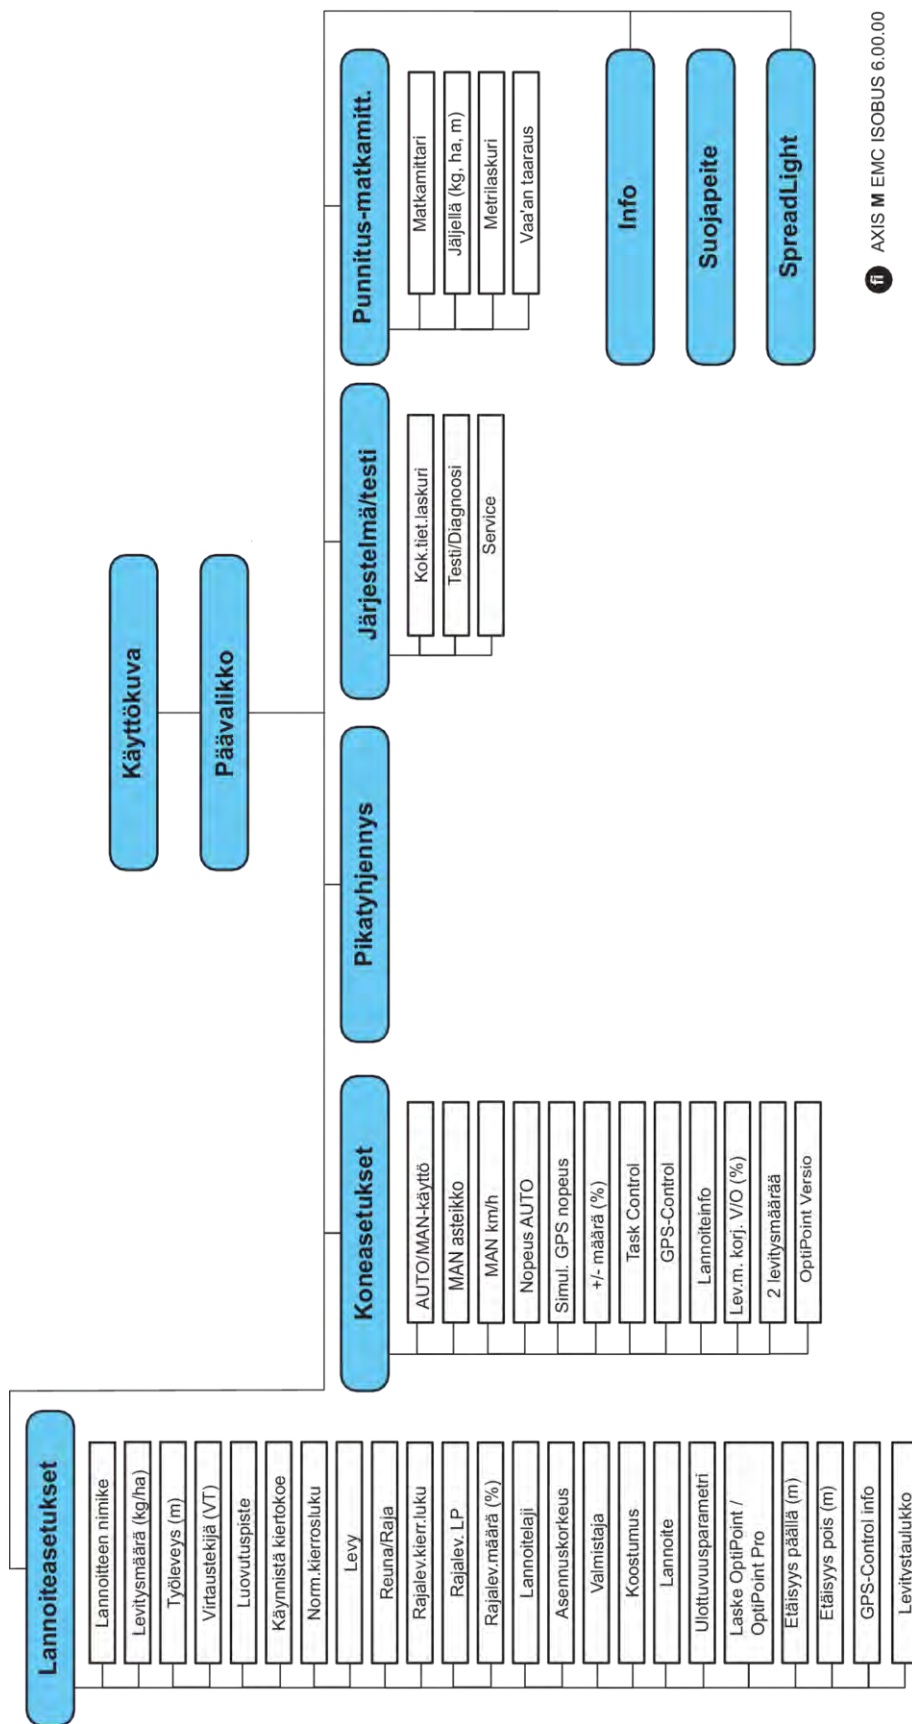 Käyttökuva
Päävalikko
Lannoiteasetukset
Lannoitteen nimike
Levitysmäärä (kg/ha)
Työleveys (m)
Virtaustekijä (VT)
Luovutuspiste
Käynnistä kiertokoe
Norm.kierrosluku
Levy
Reuna/Raja
Rajalev.kierr.luku
Rajalev. LP
Rajalev.määrä (%)
Lannoitelaji
Asennuskorkeus
Valmistaja
Koostumus
Lannoite
Ulottuvuusparametri
Laske OptiPoint /
OptiPoint Pro
Etäisyys päällä (m)
Etäisyys pois (m)
GPS-Control info
Levitystaulukko
Koneasetukset
AUTO/MAN-käyttö
MAN asteikko
MAN km/h
Nopeus AUTO
Simul. GPS nopeus
+/- määrä (%)
Task Control
GPS-Control
Lannoiteinfo
Lev.m. korj. V/O (%)
2 levitysmäärää
OptiPoint Versio
Pikatyhjennys
Järjestelmä/testi
Kok.tiet.laskuri
Testi/Diagnoosi
Service
Punnitus-matkamitt.
Matkamittari
Jäljellä (kg, ha, m)
Metrilaskuri
Vaa'an taaraus
Info
Suojapeite
SpreadLight
fi AXIS M EMC ISOBUS 6.00.00